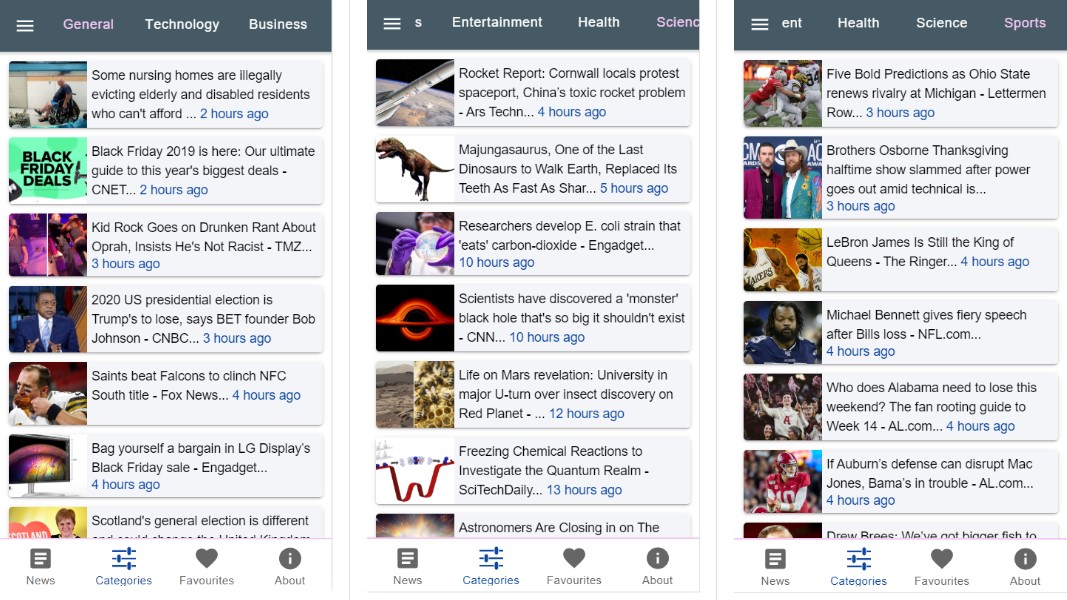 General Technology Business
Some nursing homes are illegally
evicting elderly and disabled residents
who can't afford ... 2 hours ago
BLACK
FRIDAY
DEALS
Black Friday 2019 is here: Our ultimate
guide to this year's biggest deals -
CNET... 2 hours ago
Kid Rock Goes on Drunken Rant About
Oprah, Insists He's Not Racist - TMZ...
3 hours ago
2020 US presidential election is
Trump's to lose, says BET founder Bob
Johnson - CNBC... 3 hours ago
Saints beat Falcons to clinch NFC
South title - Fox News... 4 hours ago
Bag yourself a bargain in LG Display's
Black Friday sale - Engadget...
4 hours ago
Scotland's general election is different
and could change the United Kingdom
News Categories Favourites About
s Entertainment Health Scienc
Rocket Report: Cornwall locals protest
spaceport, China's toxic rocket problem
- Ars Techn... 4 hours ago
Majungasaurus, One of the Last
Dinosaurs to Walk Earth, Replaced Its
Teeth As Fast As Shar... 5 hours ago
Researchers develop E. coli strain that
'eats' carbon-dioxide - Engadget...
10 hours ago
Scientists have discovered a 'monster'
black hole that's so big it shouldn't exist
- CNN... 10 hours ago
Life on Mars revelation: University in
major U-turn over insect discovery on
Red Planet - ... 12 hours ago
Freezing Chemical Reactions to
Investigate the Quantum Realm -
SciTechDaily... 13 hours ago
Astronomers Are Closing in on The
News Categories Favourites About
ent Health Science Sports
Five Bold Predictions as Ohio State
renews rivalry at Michigan - Lettermen
Row... 3 hours ago
Brothers Osborne Thanksgiving
halftime show slammed after power
goes out amid technical is...
3 hours ago
LeBron James Is Still the King of
Queens - The Ringer... 4 hours ago
Michael Bennett gives fiery speech
after Bills loss - NFL.com...
4 hours ago
Who does Alabama need to lose this
weekend? The fan rooting guide to
Week 14 - AL.com... 4 hours ago
If Auburn's defense can disrupt Mac
Jones, Bama's in trouble - AL.com...
4 hours ago
Drew Brees: We've got bigger fish to
News Categories Favourites About